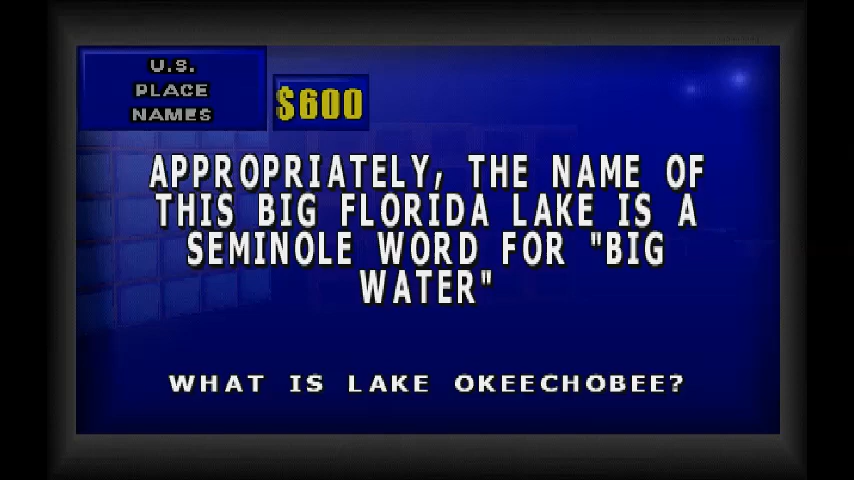 U.S.
PLACE
NAMES
$600
APPROPRIATELY, THE NAME OF
THIS BIG FLORIDA LAKE IS A
SEMINOLE WORD FOR "BIG
WATER"
WHAT IS LAKE OKEECHOBEE?